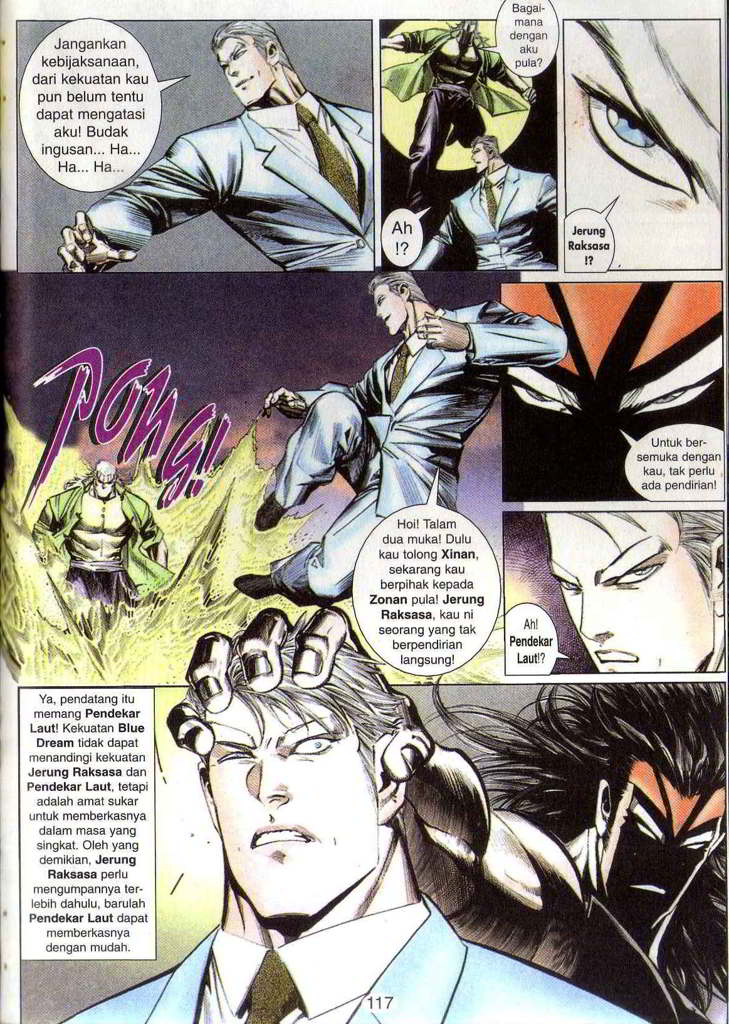 Jangankan
kebijaksanaan,
dari kekuatan kau
pun belum tentu
dapat mengatasi
aku! Budak
ingusan... Ha...
Ha... Ha...
Bagai-
mana
dengan
aku
pula?
Ah
!?
Jerung
Raksasa
!?
PONG!!
Untuk ber-
semuka dengan
kau, tak perlu
ada pendirian!
Hoi! Talam
dua muka! Dulu
kau tolong Xinan,
sekarang kau
berpihak kepada
Zonan pula! Jerung
Raksasa, kau ni
seorang yang tak
berpendirian
langsung!
Ah!
Pendekar
Laut!?
Ya, pendatang itu
memang Pendekar
Laut! Kekuatan Blue
Dream tidak dapat
menandingi kekuatan
Jerung Raksasa dan
Pendekar Laut, tetapi
adalah amat sukar
untuk memberkasnya
dalam masa yang
singkat. Oleh yang
demikian, Jerung
Raksasa perlu
mengumpannya ter-
lebih dahulu, barulah
Pendekar Laut dapat
memberkasnya
dengan mudah.
117